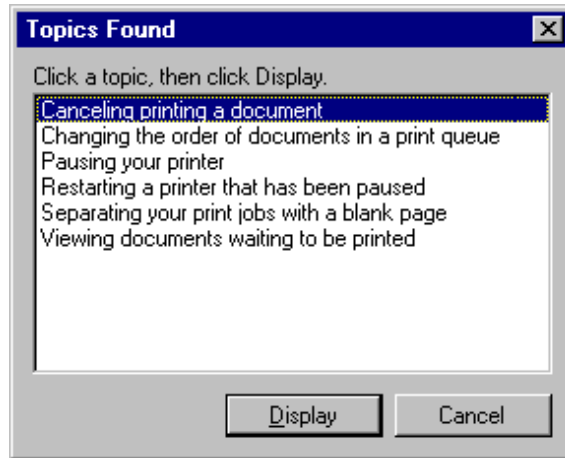 Topics Found
Click a topic, then click Display.
Canceling printing a document
Changing the order of documents in a print queue
Pausing your printer
Restarting a printer that has been paused
Separating your print jobs with a blank page
Viewing documents waiting to be printed
Display Cancel